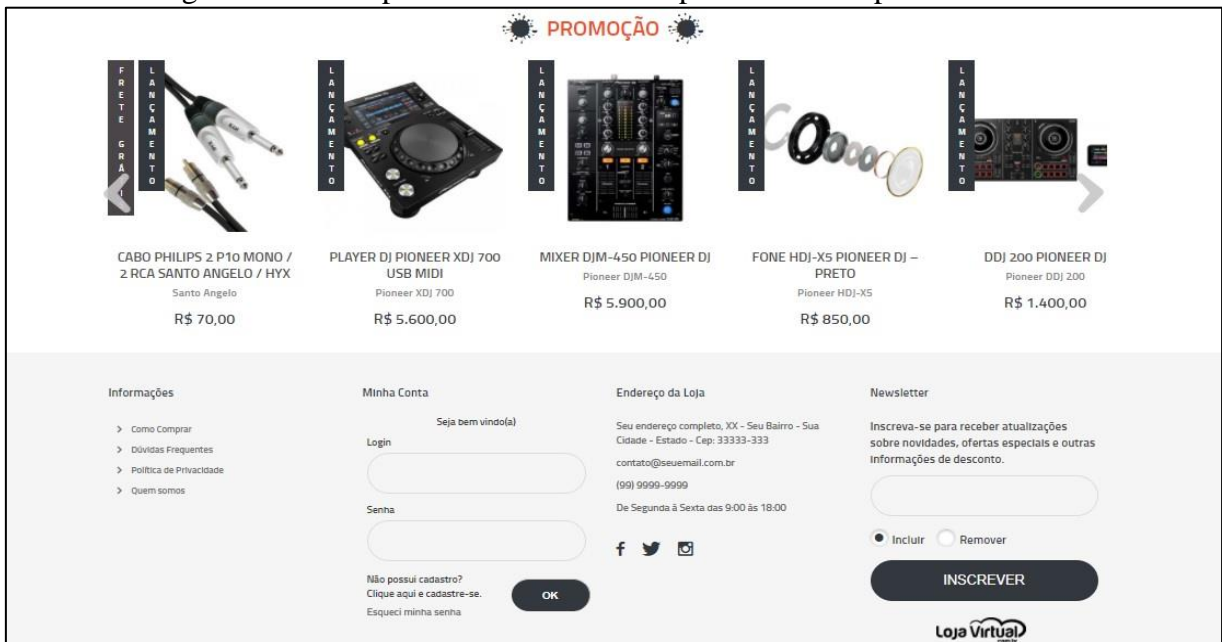 PROMOÇÃO
FRETE GRÁ I
LANÇAMENTO
LANÇAMENTO
LANÇAMENTO
LANÇAMENTO
LANÇAMENTO
CABO PHILIPS 2 P10 MONO /
2 RCA SANTO ANGELO / HYX
Santo Angelo
R$ 70,00
PLAYER DJ PIONEER XDJ 700
USB MIDI
Pioneer XDJ 700
R$ 5.600,00
MIXER DJM-450 PIONEER DJ
Pioneer DJM-450
R$ 5.900,00
FONE HDJ-X5 PIONEER DJ –
PRETO
Pioneer HDJ-X5
R$ 850,00
DDJ 200 PIONEER DJ
Pioneer DDJ 200
R$ 1.400,00
Informações
Como Comprar
Dúvidas Frequentes
Política de Privacidade
Quem somos
Minha Conta
Seja bem vindo(a)
Login
Senha
Não possui cadastro?
Clique aqui e cadastre-se.
Esqueci minha senha
OK
Endereço da Loja
Seu endereço completo, XX - Seu Bairro - Sua
Cidade - Estado - Cep: 33333-333
contato@seuemail.com.br
(99) 9999-9999
De Segunda à Sexta das 9:00 às 18:00
Newsletter
Inscreva-se para receber atualizações
sobre novidades, ofertas especiais e outras
informações de desconto.
Incluir Remover
INSCREVER
Loja Virtual